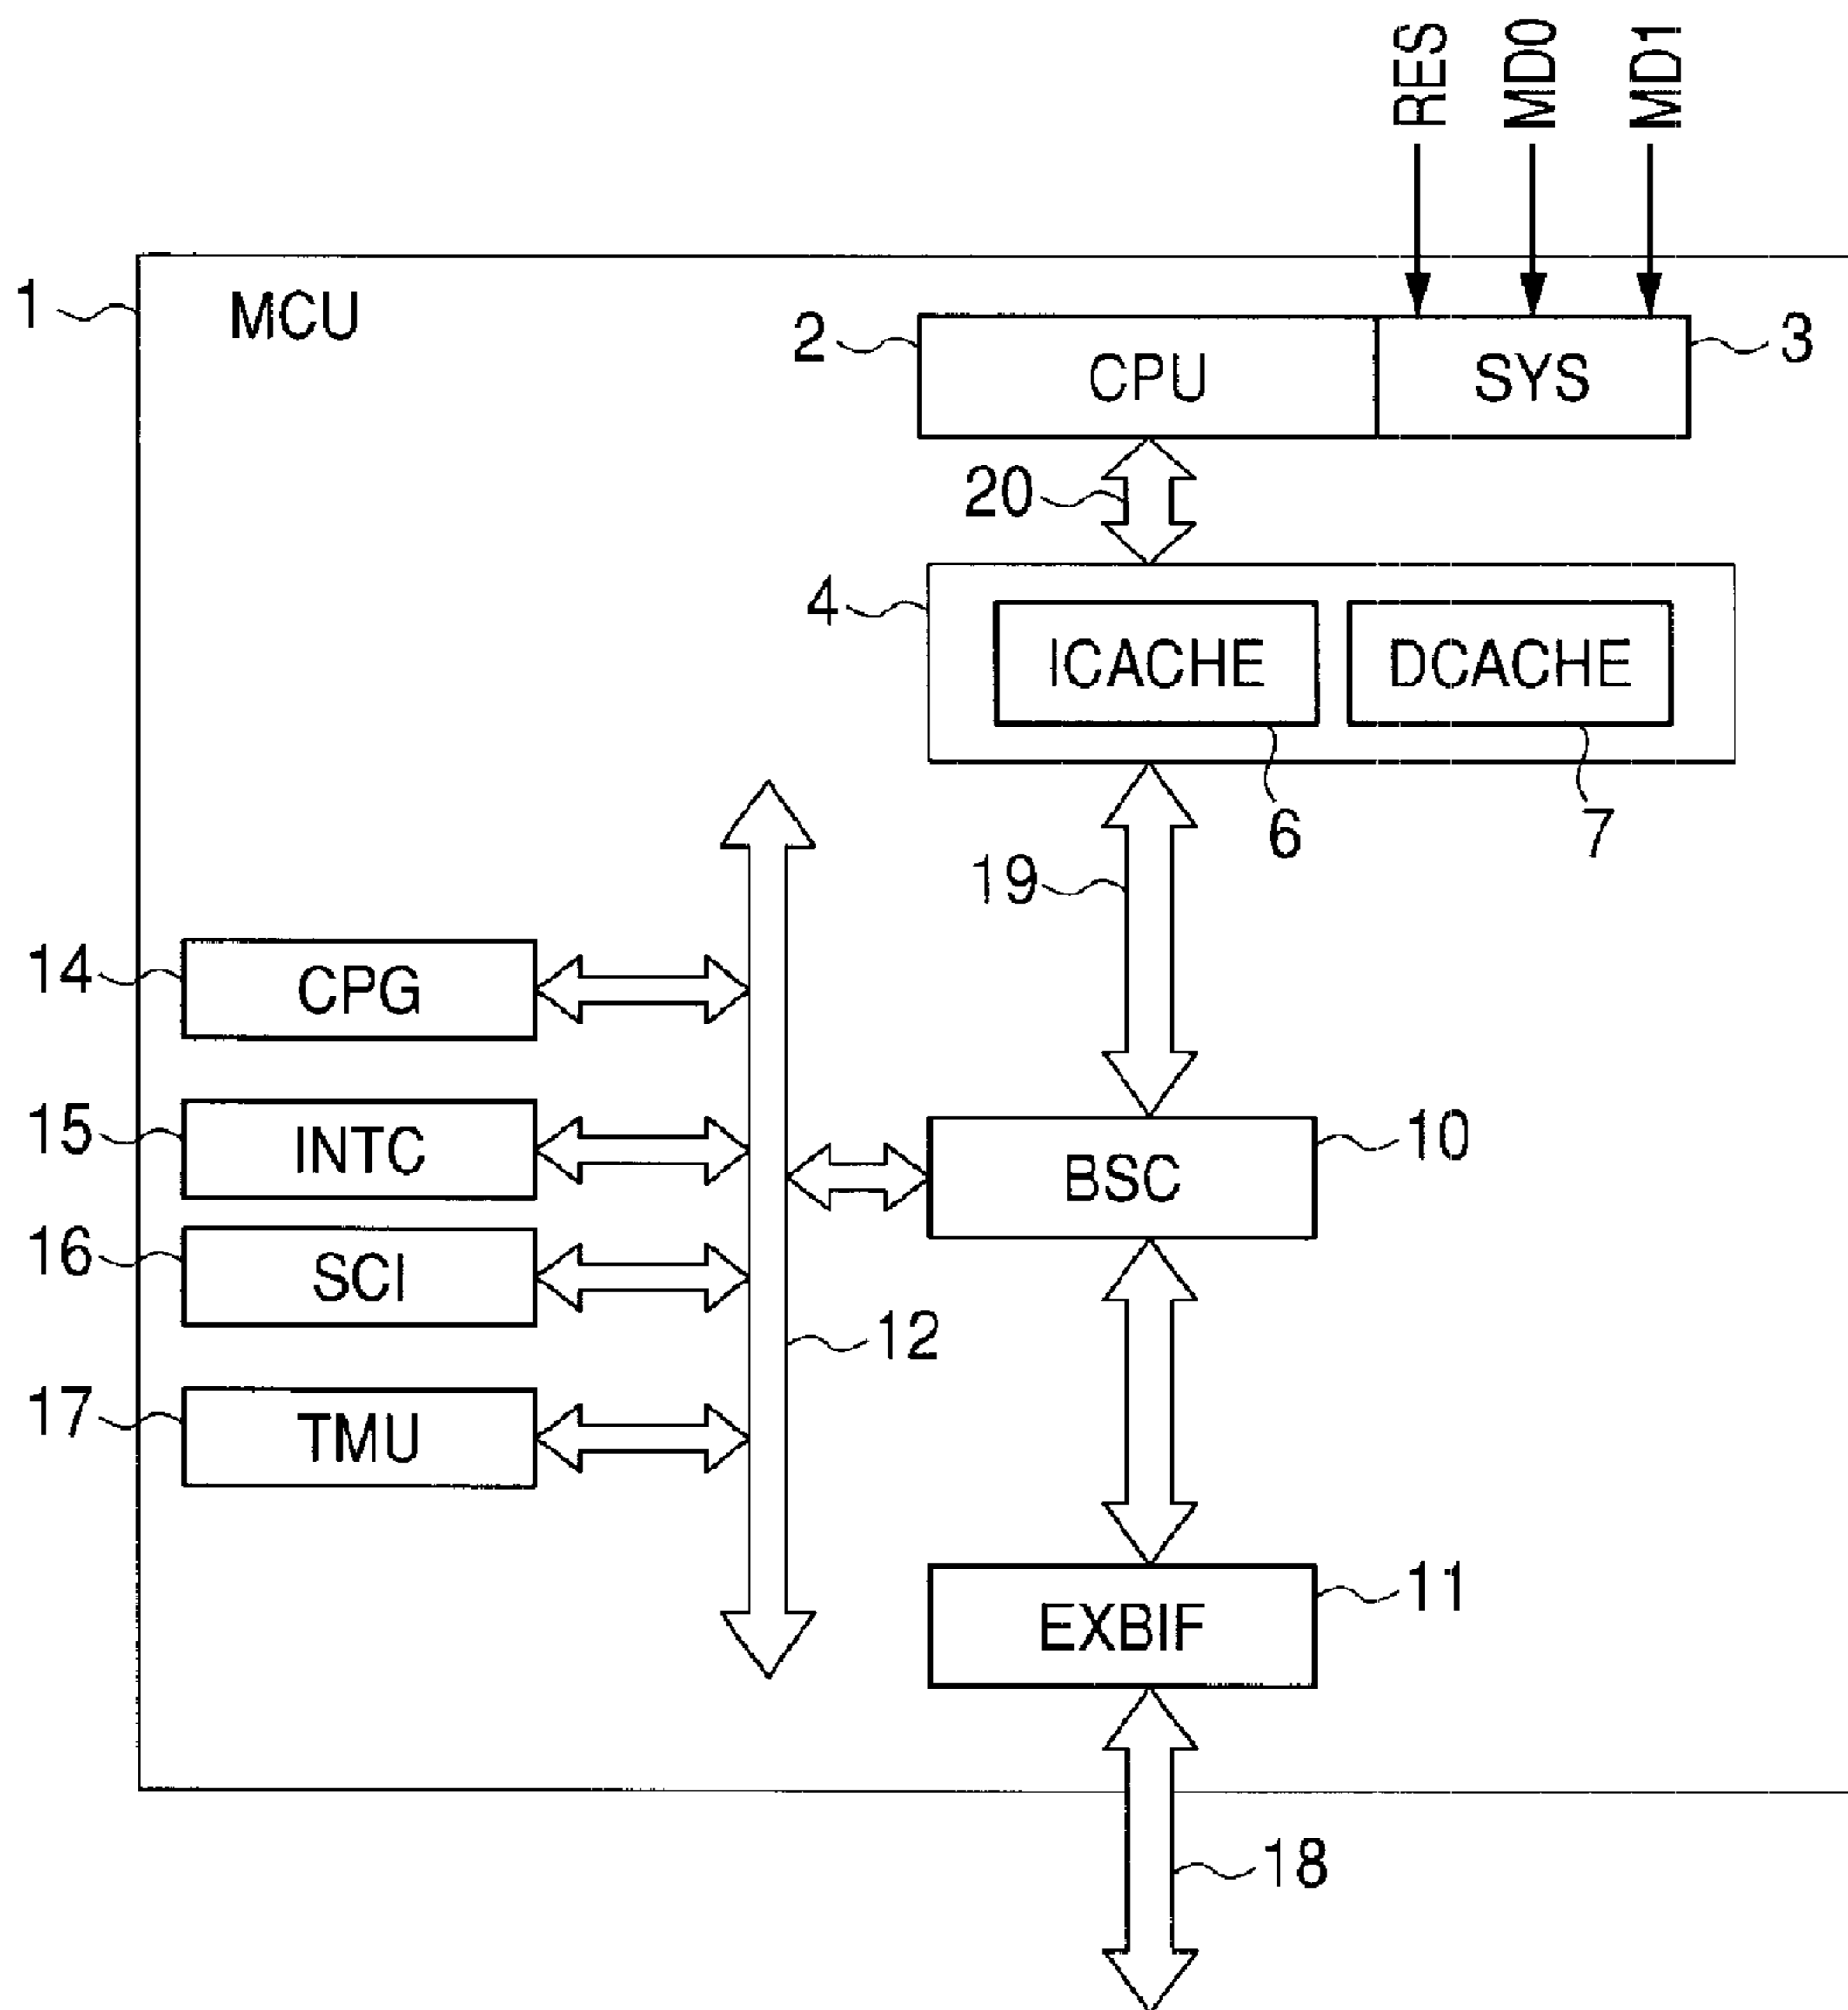 RES
MD0
MD1
1
MCU
2
CPU
SYS
3
20
4
ICACHE
DCACHE
6
7
19
14
CPG
15
INTC
BSC
10
16
SCI
12
17
TMU
EXBIF
11
18